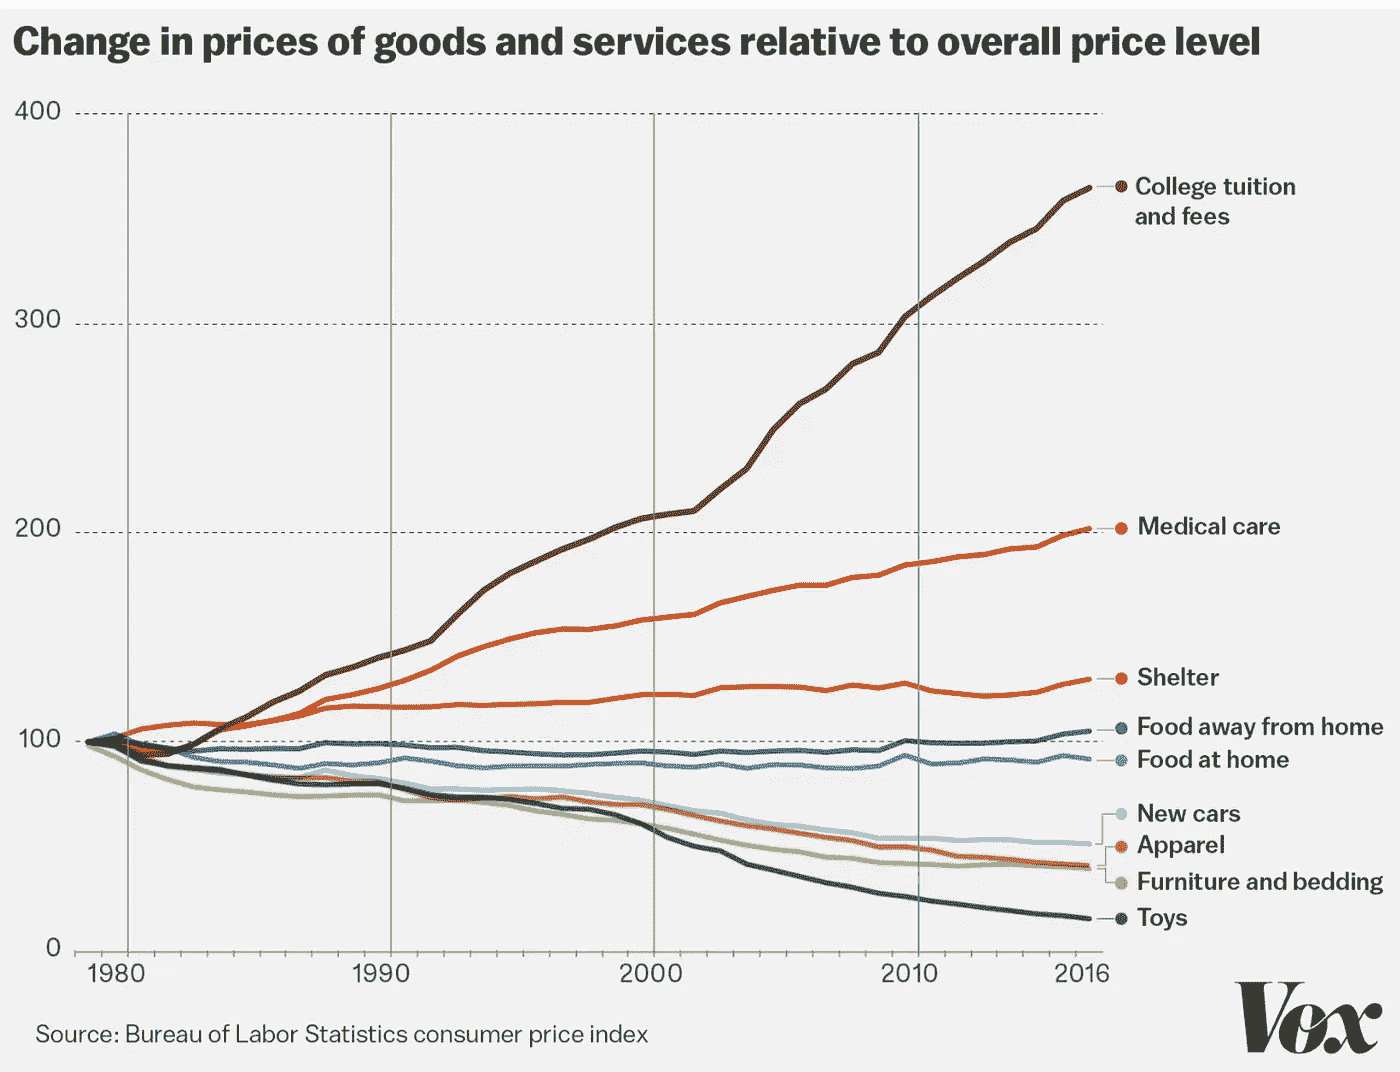 Change in prices of goods and services relative to overall price level
400
300
200
100
0
College tuition
and fees
Medical care
Shelter
Food away from home
Food at home
New cars
Apparel
Furniture and bedding
Toys
1980 1990 2000 2010 2016
Source: Bureau of Labor Statistics consumer price index
Vox